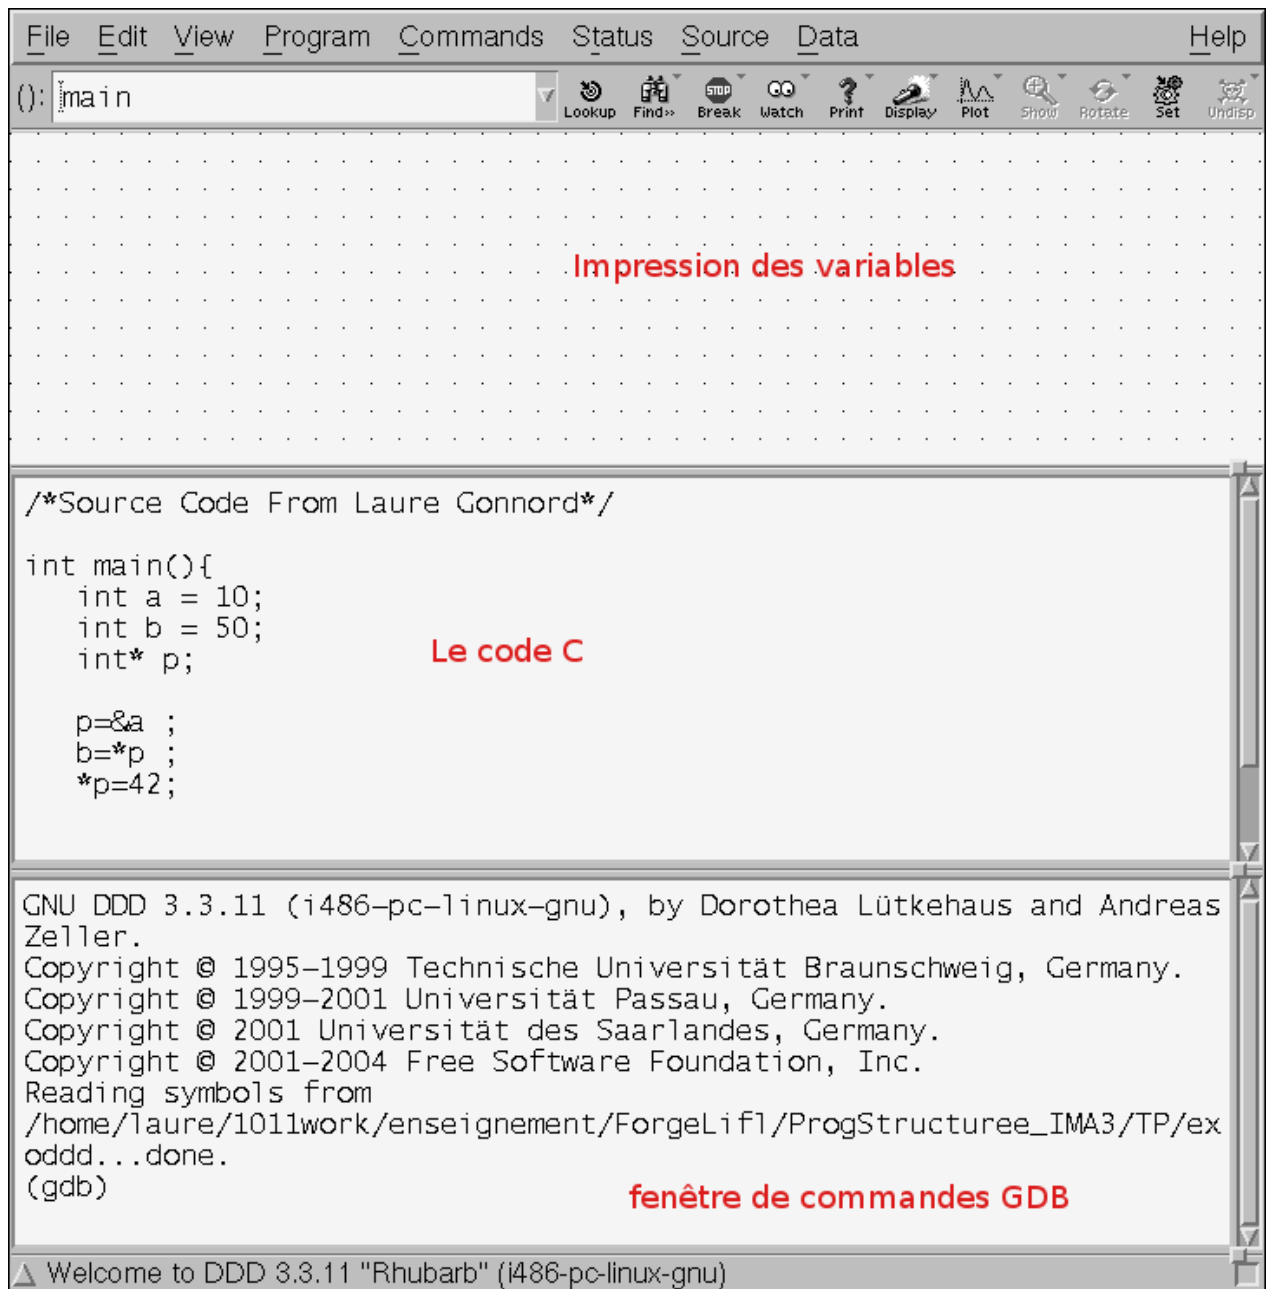 File Edit View Program Commands Status Source Data Help
(): main Lookup Find» Break Watch Print Display Plot Show Rotate Set Undisp
STOP
Impression des variables
/*Source Code From Laure Gonnord*/
int main(){
int a = 10;
int b = 50;
int* p;
Le code C
p=&a ;
b=*p ;
*p=42;
GNU DDD 3.3.11 (i486-pc-linux-gnu), by Dorothea Lütkehaus and Andreas
Zeller.
Copyright © 1995-1999 Technische Universität Braunschweig, Germany.
Copyright © 1999-2001 Universität Passau, Germany.
Copyright © 2001 Universität des Saarlandes, Germany.
Copyright © 2001-2004 Free Software Foundation, Inc.
Reading symbols from
/home/laure/1011work/enseignement/ForgeLifl/ProgStructuree_IMA3/TP/ex
oddd...done.
(gdb)
fenêtre de commandes GDB
Welcome to DDD 3.3.11 "Rhubarb" (i486-pc-linux-gnu)